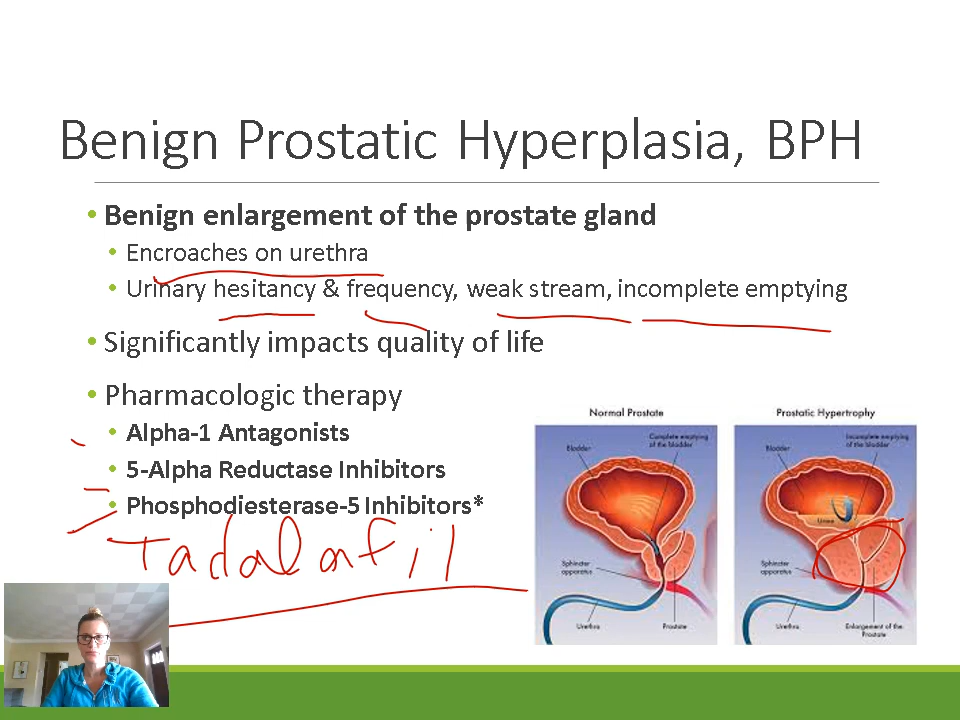 Benign Prostatic Hyperplasia, BPH
• Benign enlargement of the prostate gland
• Encroaches on urethra
• Urinary hesitancy & frequency, weak stream, incomplete emptying
• Significantly impacts quality of life
• Pharmacologic therapy
• Alpha-1 Antagonists
• 5-Alpha Reductase Inhibitors
• Phosphodiesterase-5 Inhibitors*
Tadalafil
Normal Prostate
Bladder
Complete emptying
of the bladder
Sphincter
apparatus
Urethra
Prostate
Prostatic Hypertrophy
Bladder
Incomplete emptying
of the bladder
Urine
Sphincter
apparatus
Urethra
Enlargement of the
Prostate